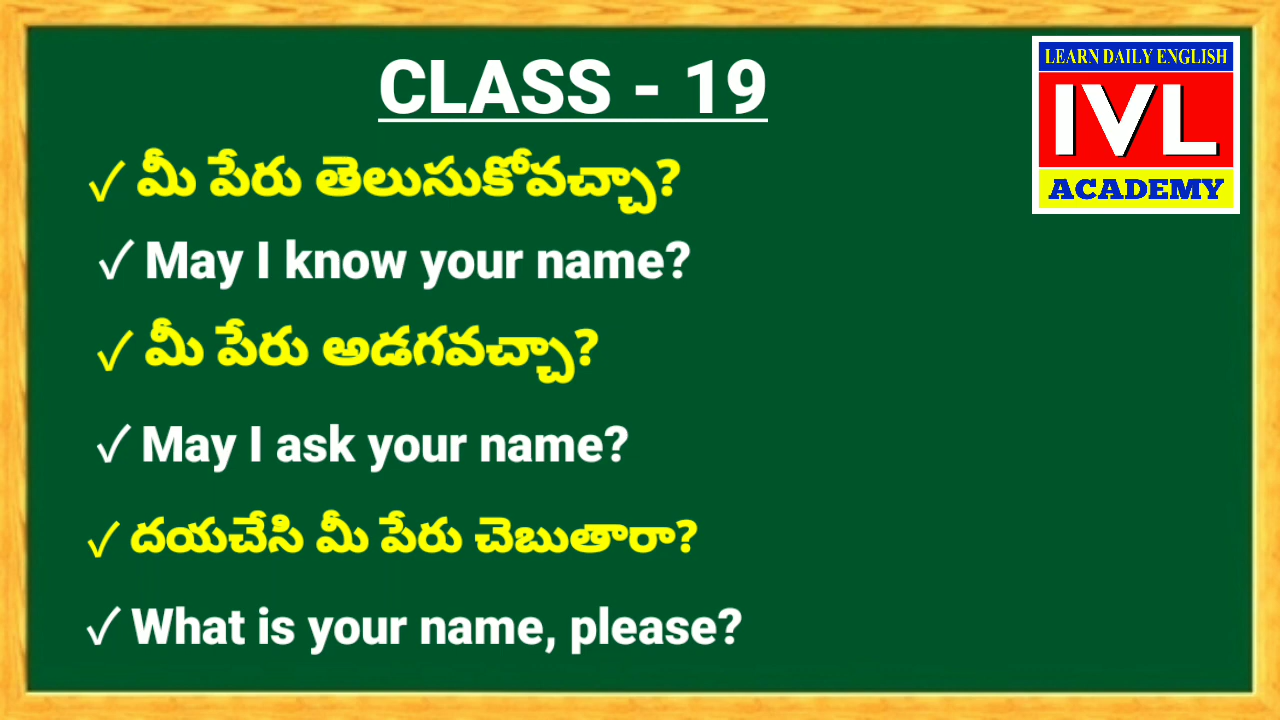 CLASS - 19
LEARN DAILY ENGLISH
IVL
ACADEMY
✓ మీ పేరు తెలుసుకోవచ్చా?
✓ May I know your name?
✓ మీ పేరు అడగవచ్చా?
✓ May I ask your name?
✓ దయచేసి మీ పేరు చెబుతారా?
✓ What is your name, please?